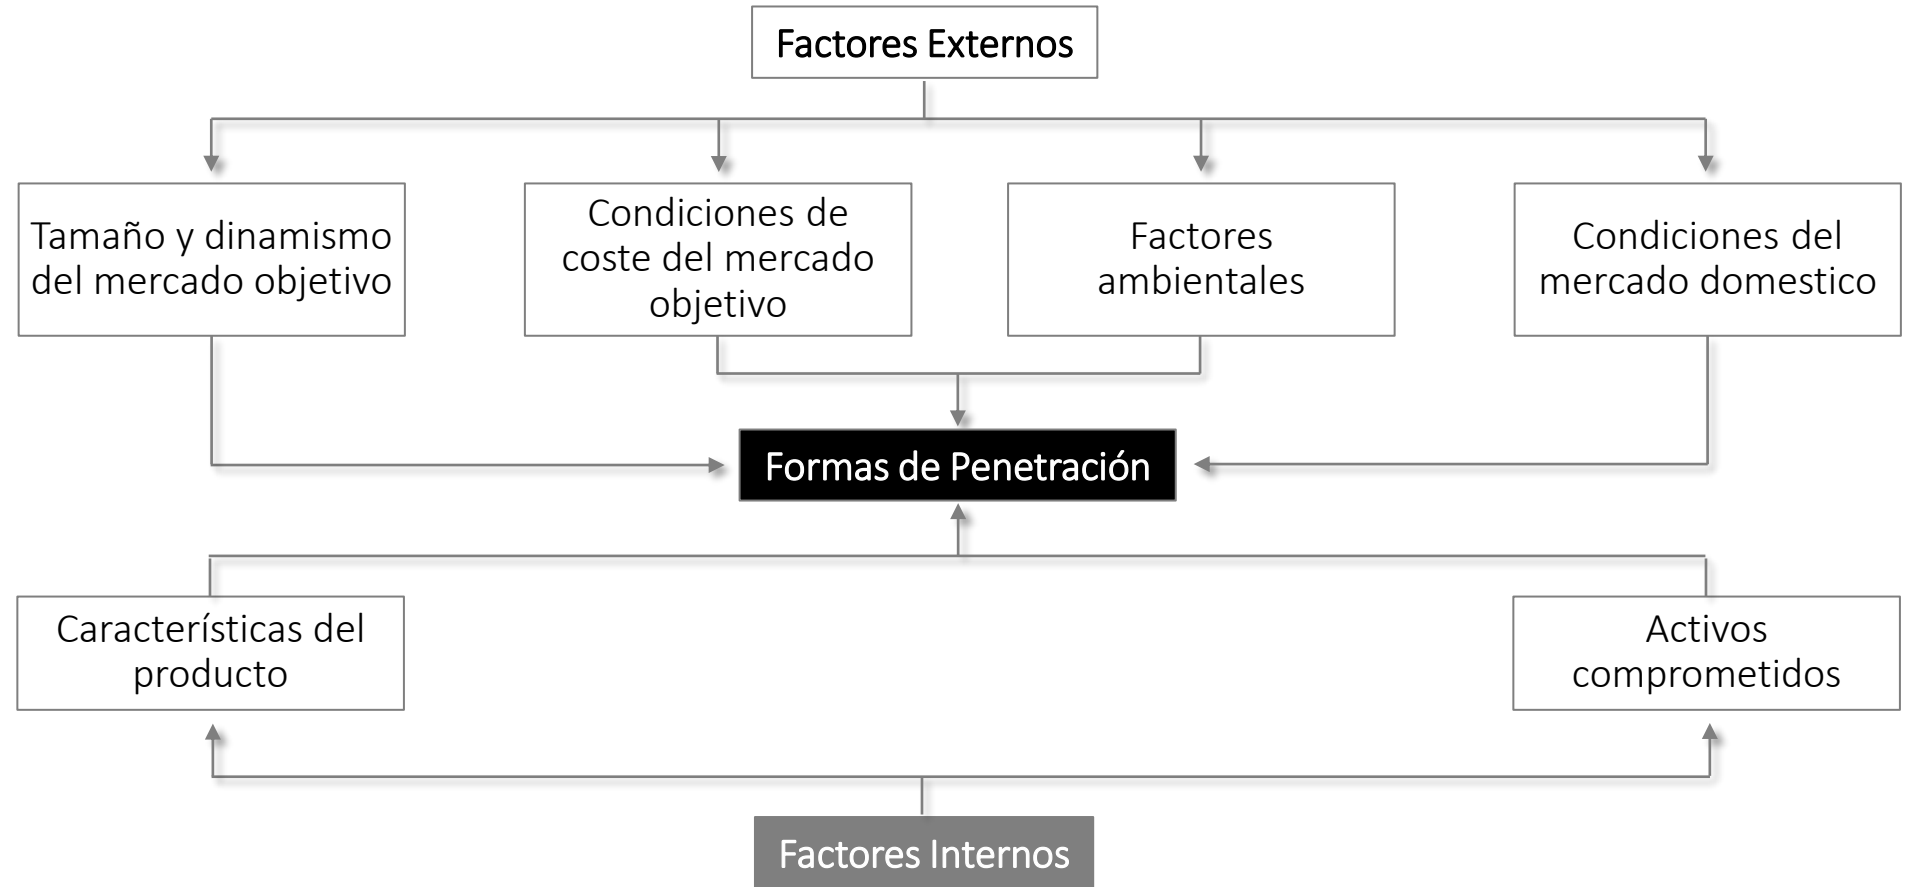 Factores Externos
Tamaño y dinamismo
del mercado objetivo
Condiciones de
coste del mercado
objetivo
Factores
ambientales
Condiciones del
mercado domestico
Formas de Penetración
Características del
producto
Activos
comprometidos
Factores Internos